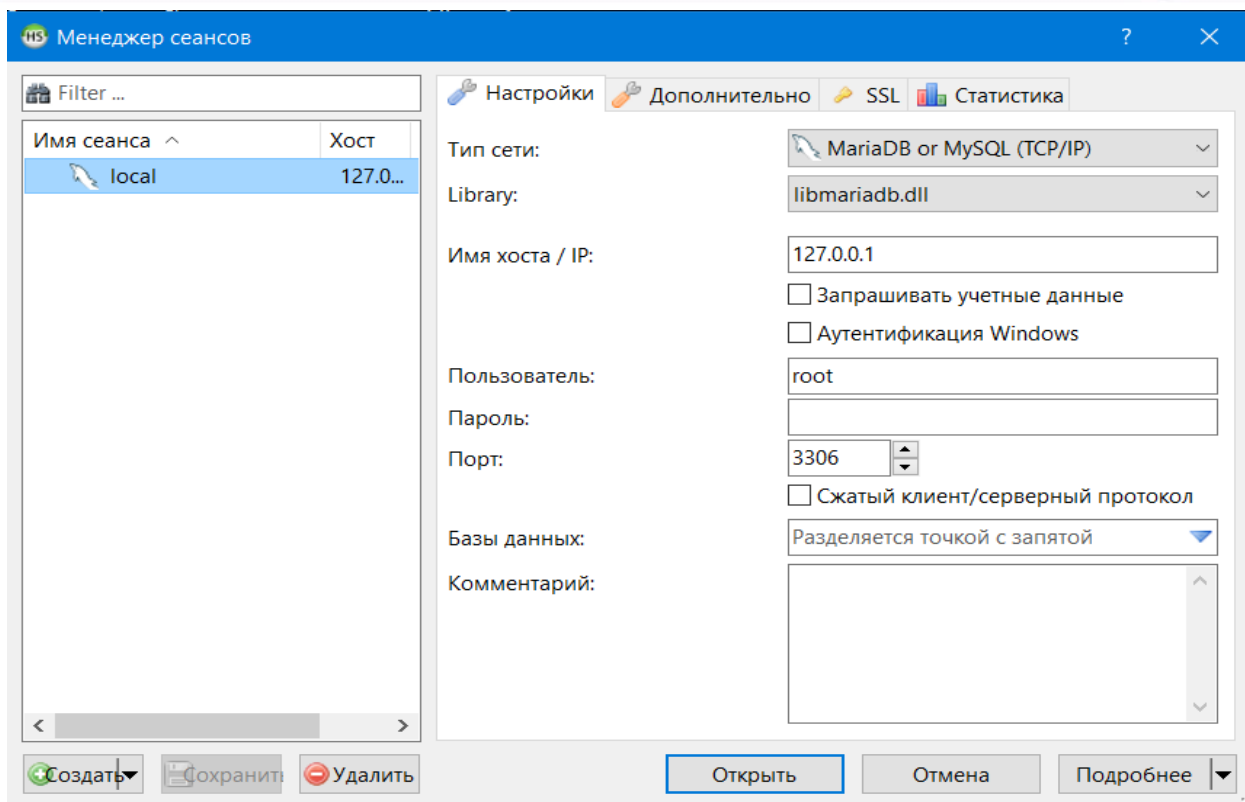 HS Менеджер сеансов ?
Filter ...
Имя сеанса Хост
local 127.0...
Создать Сохранить Удалить
Настройки Дополнительно SSL Статистика
Тип сети: MariaDB or MySQL (TCP/IP)
Library: libmariadb.dll
Имя хоста / IP: 127.0.0.1
Запрашивать учетные данные
Аутентификация Windows
Пользователь: root
Пароль:
Порт: 3306
Сжатый клиент/серверный протокол
Базы данных: Разделяется точкой с запятой
Комментарий:
Открыть Отмена Подробнее